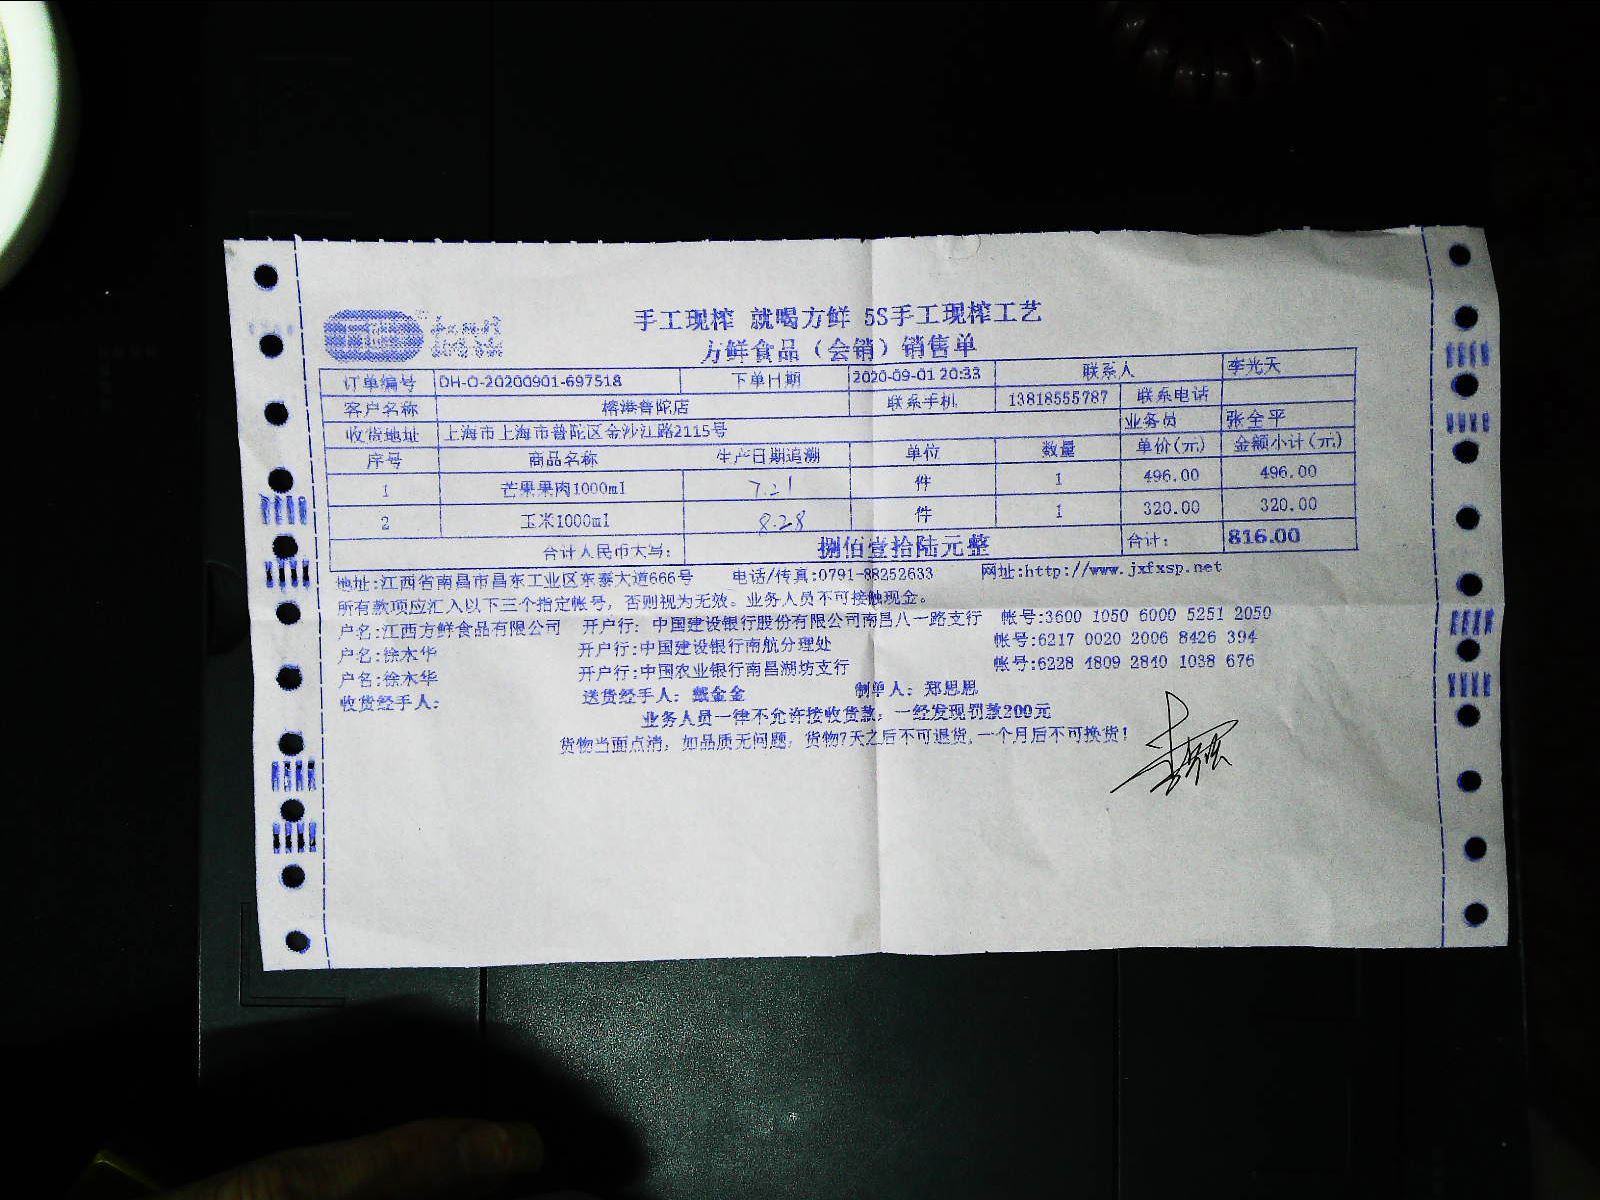 手工现榨 就喝方鲜 5S手工现榨工艺
方鲜食品（会销）销售单
订单编号 DH-O-20200901-697518 下单日期 2020-09-01 20:33 联系人 李光天
客户名称 榕港普陀店 联系手机 13818555787 联系电话
收货地址 上海市上海市普陀区金沙江路2115号 业务员 张全平
序号 商品名称 生产日期追溯 单位 数量 单价(元) 金额小计(元)
1 芒果果肉1000ml 7.21 件 1 496.00 496.00
2 玉米1000ml 8.28 件 1 320.00 320.00
合计人民币大写: 捌佰壹拾陆元整 合计: 816.00
地址:江西省南昌市昌东工业区东泰大道666号 电话/传真:0791-88252633 网址:http://www.jxfxsp.net
所有款项应汇入以下三个指定帐号，否则视为无效。业务人员不可接触现金。
户名:江西方鲜食品有限公司 开户行: 中国建设银行股份有限公司南昌八一路支行 帐号:3600 1050 6000 5251 2050
户名:徐木华 开户行:中国建设银行南航分理处 帐号:6217 0020 2006 8426 394
户名:徐木华 开户行:中国农业银行南昌湖坊支行 帐号:6228 4809 2840 1038 676
收货经手人: 送货经手人: 戴金金 制单人: 郑思思
业务人员一律不允许接收货款，一经发现罚款200元
货物当面点清，如品质无问题，货物7天之后不可退货,一个月后不可换货!